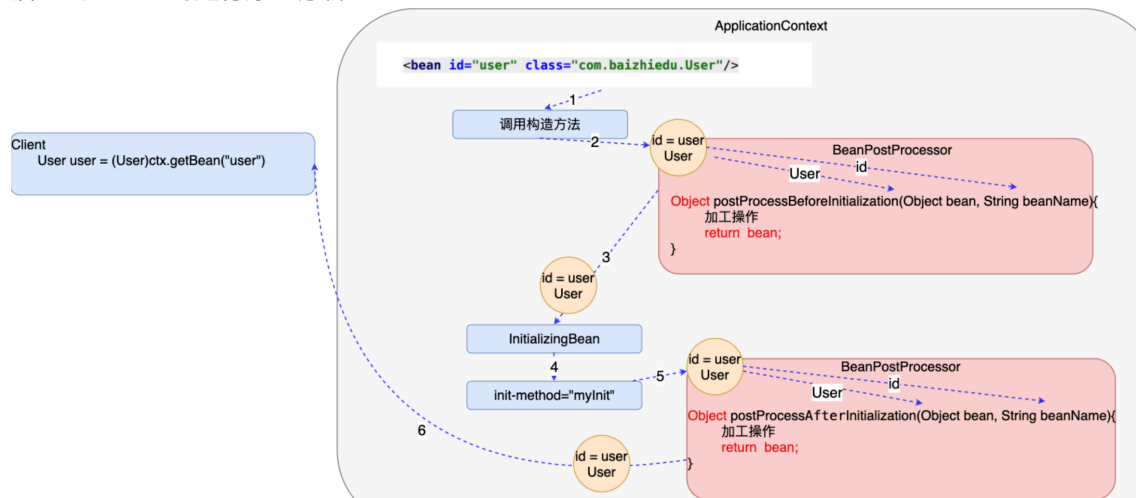 ApplicationContext
<bean id="user" class="com.baizhiedu.User"/>
1
调用构造方法
2
id = user
User
BeanPostProcessor
User
id
Object postProcessBeforeInitialization(Object bean, String beanName){
加工操作
return bean;
}
Client
User user = (User)ctx.getBean("user")
3
id = user
User
InitializingBean
4
init-method="myInit"
5
id = user
User
BeanPostProcessor
User
id
Object postProcessAfterInitialization(Object bean, String beanName){
加工操作
return bean;
}
6
id = user
User